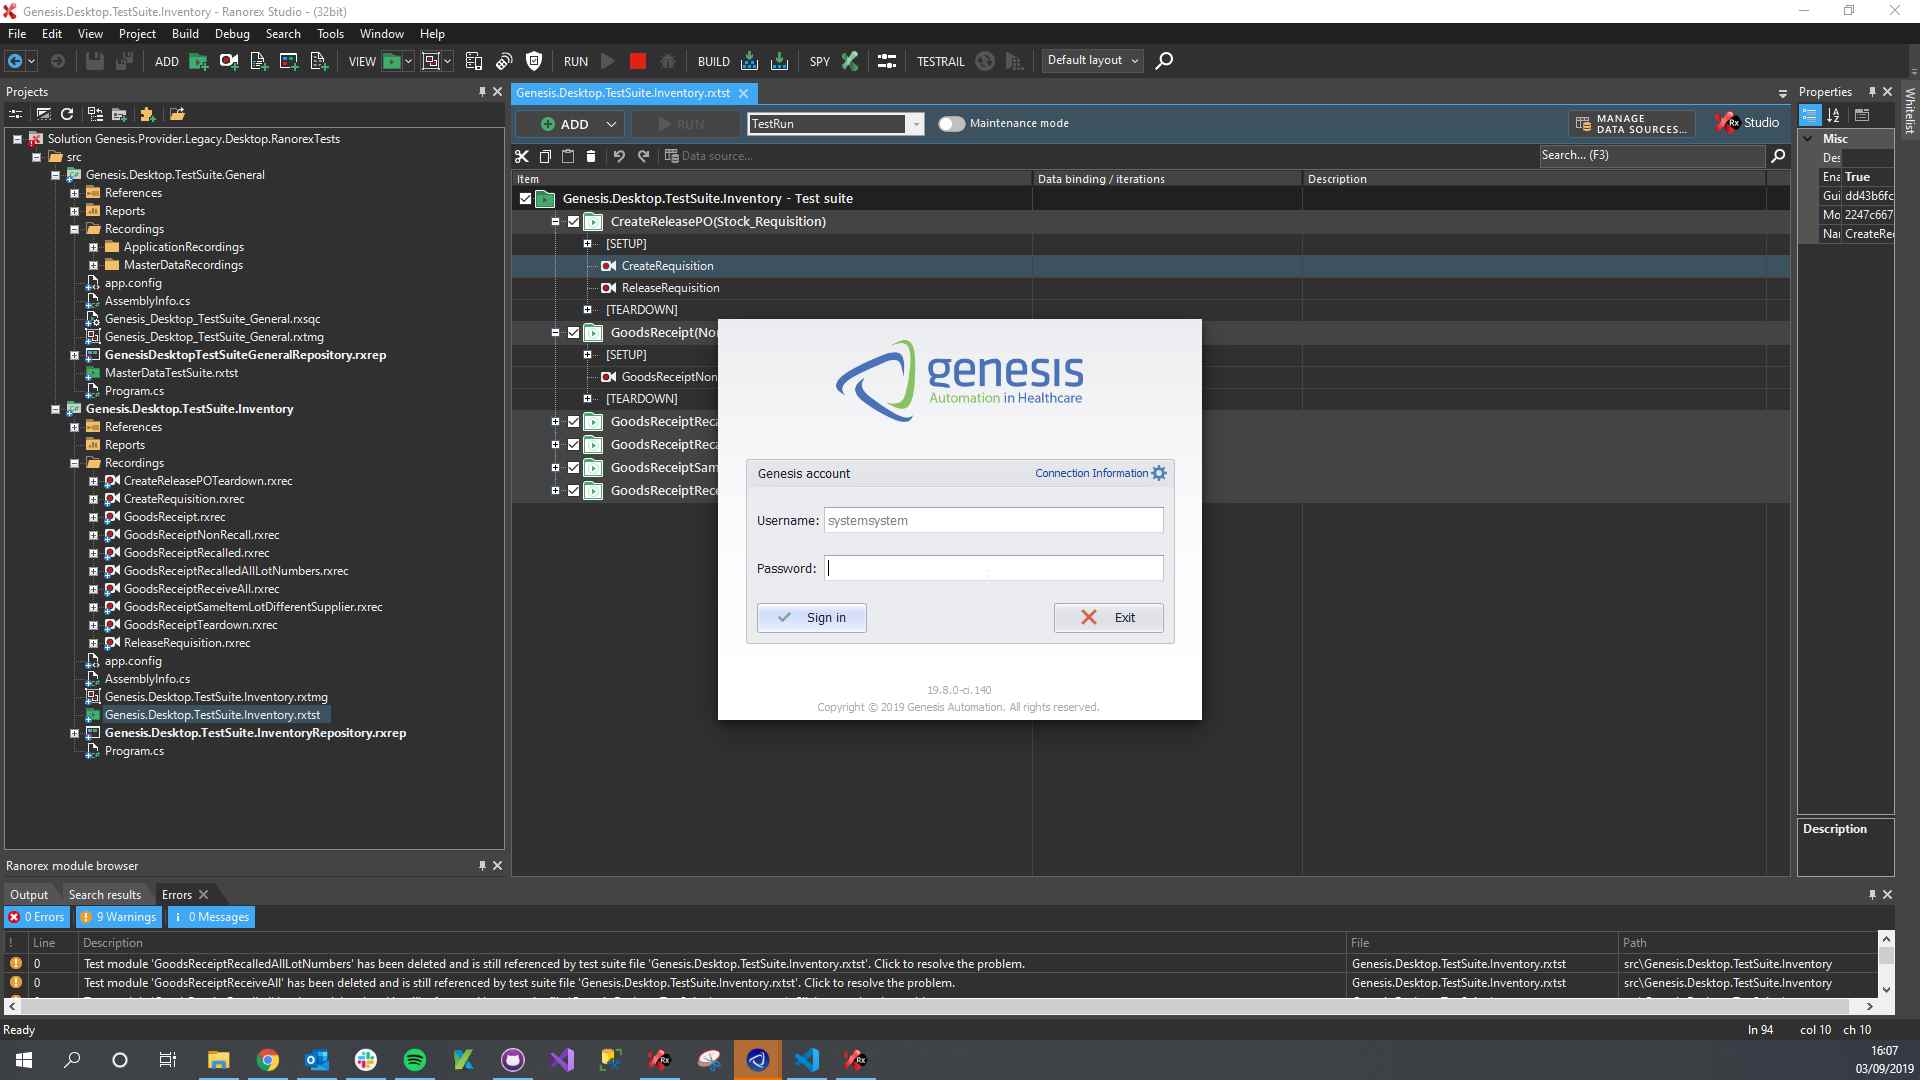 Genesis.Desktop.TestSuite.Inventory - Ranorex Studio - (32bit)
File Edit View Project Build Debug Search Tools Window Help
ADD VIEW RUN BUILD SPY TESTRAIL Default layout
Projects
Genesis.Desktop.TestSuite.Inventory.rxtst
Properties
Whitelist
ADD RUN TestRun Maintenance mode MANAGE DATA SOURCES... Studio
Data source... Search... (F3)
Item Data binding / iterations Description
Solution Genesis.Provider.Legacy.Desktop.RanorexTests
src
Genesis.Desktop.TestSuite.General
References
Reports
Recordings
ApplicationRecordings
MasterDataRecordings
app.config
AssemblyInfo.cs
Genesis_Desktop_TestSuite_General.rxsqc
Genesis_Desktop_TestSuite_General.rxtmg
GenesisDesktopTestSuiteGeneralRepository.rxrep
MasterDataTestSuite.rxtst
Program.cs
Genesis.Desktop.TestSuite.Inventory
References
Reports
Recordings
CreateReleasePOTeardown.rxrec
CreateRequisition.rxrec
GoodsReceipt.rxrec
GoodsReceiptNonRecall.rxrec
GoodsReceiptRecalled.rxrec
GoodsReceiptRecalledAllLotNumbers.rxrec
GoodsReceiptReceiveAll.rxrec
GoodsReceiptSameItemLotDifferentSupplier.rxrec
GoodsReceiptTeardown.rxrec
ReleaseRequisition.rxrec
app.config
AssemblyInfo.cs
Genesis.Desktop.TestSuite.Inventory.rxtmg
Genesis.Desktop.TestSuite.Inventory.rxtst
Genesis.Desktop.TestSuite.InventoryRepository.rxrep
Program.cs
Genesis.Desktop.TestSuite.Inventory - Test suite
CreateReleasePO(Stock_Requisition)
[SETUP]
CreateRequisition
ReleaseRequisition
[TEARDOWN]
GoodsReceipt(No
[SETUP]
GoodsReceiptNon
[TEARDOWN]
GoodsReceiptReca
GoodsReceiptReca
GoodsReceiptSam
GoodsReceiptRece
genesis
Automation in Healthcare
Genesis account Connection Information
Username: systemsystem
Password:
Sign in Exit
19.8.0-ci.140
Copyright © 2019 Genesis Automation. All rights reserved.
Misc
Des
Ena True
Gui dd43b6fc
Mo 2247c667
Nai CreateRec
Description
Ranorex module browser
Output Search results Errors
0 Errors 9 Warnings 0 Messages
! Line Description File Path
0 Test module 'GoodsReceiptRecalledAllLotNumbers' has been deleted and is still referenced by test suite file 'Genesis.Desktop.TestSuite.Inventory.rxtst'. Click to resolve the problem. Genesis.Desktop.TestSuite.Inventory.rxtst src\Genesis.Desktop.TestSuite.Inventory
0 Test module 'GoodsReceiptReceiveAll' has been deleted and is still referenced by test suite file 'Genesis.Desktop.TestSuite.Inventory.rxtst'. Click to resolve the problem. Genesis.Desktop.TestSuite.Inventory.rxtst src\Genesis.Desktop.TestSuite.Inventory
Ready ln 94 col 10 ch 10
16:07
03/09/2019